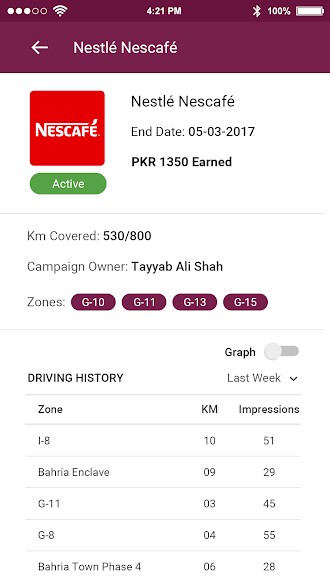 4:21 PM 100%
Nestlé Nescafé
NESCAFÉ.
Nestlé Nescafé
End Date: 05-03-2017
PKR 1350 Earned
Active
Km Covered: 530/800
Campaign Owner: Tayyab Ali Shah
Zones: G-10 G-11 G-13 G-15
Graph
DRIVING HISTORY Last Week
Zone KM Impressions
I-8 10 51
Bahria Enclave 09 29
G-11 03 45
G-8 04 55
Bahria Town Phase 4 06 28